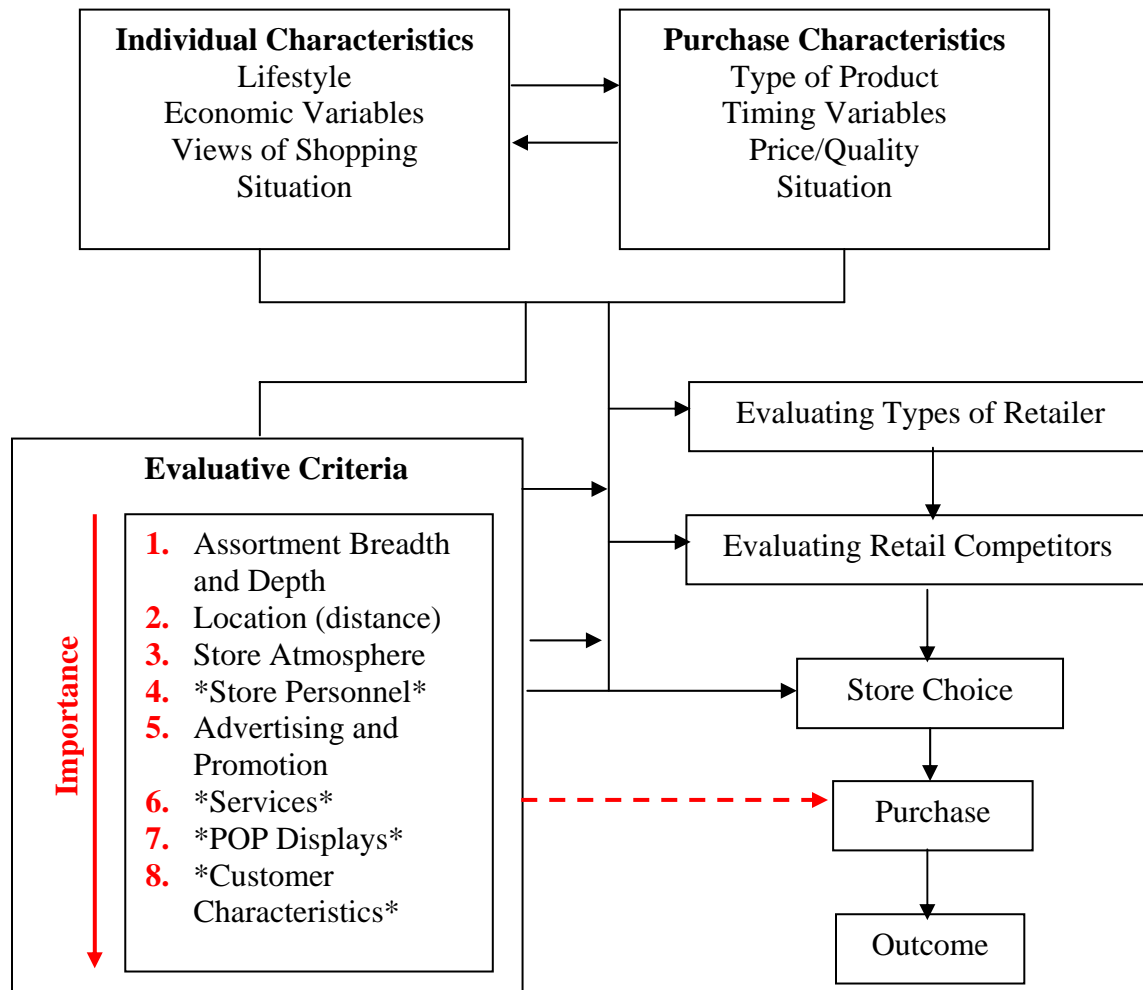 Individual Characteristics
Lifestyle
Economic Variables
Views of Shopping
Situation
Purchase Characteristics
Type of Product
Timing Variables
Price/Quality
Situation
Evaluating Types of Retailer
Evaluating Retail Competitors
Store Choice
Purchase
Outcome
Evaluative Criteria
Importance
1. Assortment Breadth
and Depth
2. Location (distance)
3. Store Atmosphere
4. *Store Personnel*
5. Advertising and
Promotion
6. *Services*
7. *POP Displays*
8. *Customer
Characteristics*